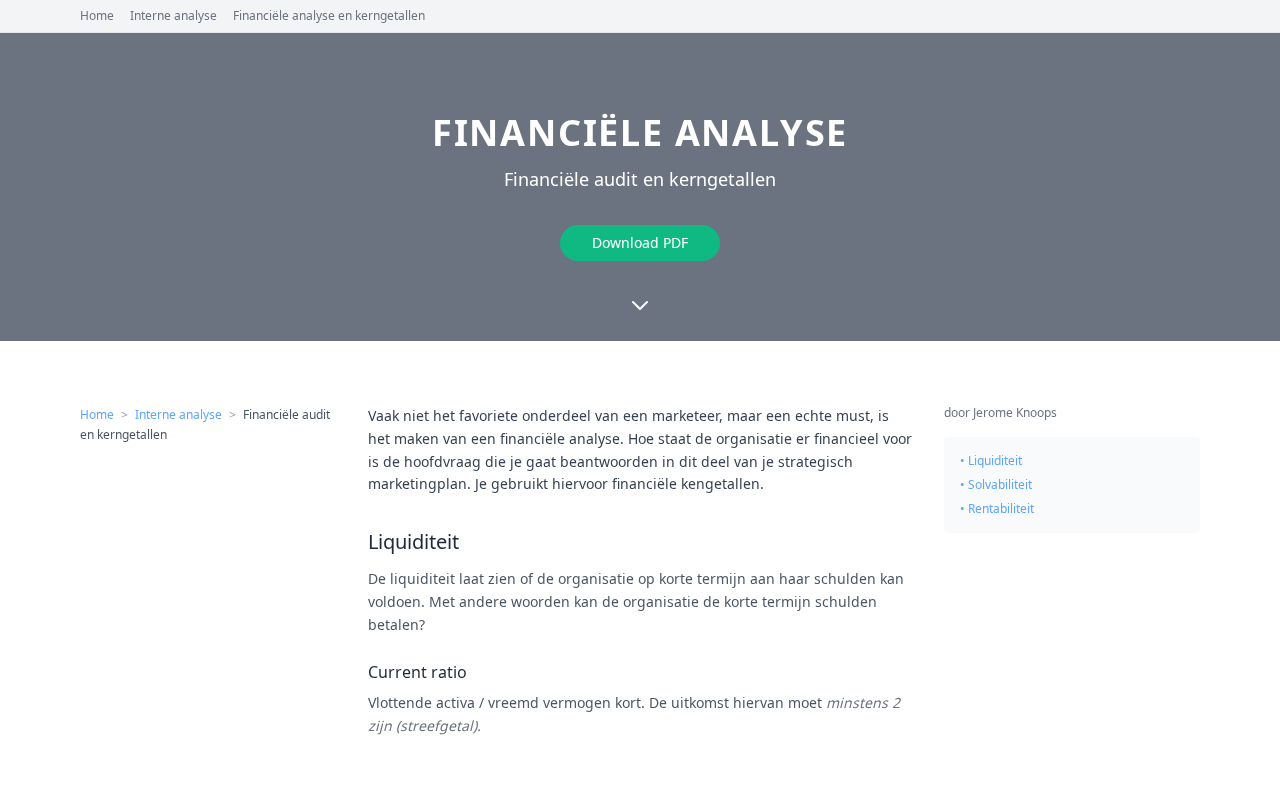 Home Interne analyse Financiële analyse en kerngetallen
FINANCIËLE ANALYSE
Financiële audit en kerngetallen
Download PDF
Home > Interne analyse > Financiële audit
en kerngetallen
Vaak niet het favoriete onderdeel van een marketeer, maar een echte must, is
het maken van een financiële analyse. Hoe staat de organisatie er financieel voor
is de hoofdvraag die je gaat beantwoorden in dit deel van je strategisch
marketingplan. Je gebruikt hiervoor financiële kengetallen.
Liquiditeit
De liquiditeit laat zien of de organisatie op korte termijn aan haar schulden kan
voldoen. Met andere woorden kan de organisatie de korte termijn schulden
betalen?
Current ratio
Vlottende activa / vreemd vermogen kort. De uitkomst hiervan moet minstens 2
zijn (streefgetal).
door Jerome Knoops
• Liquiditeit
• Solvabiliteit
• Rentabiliteit